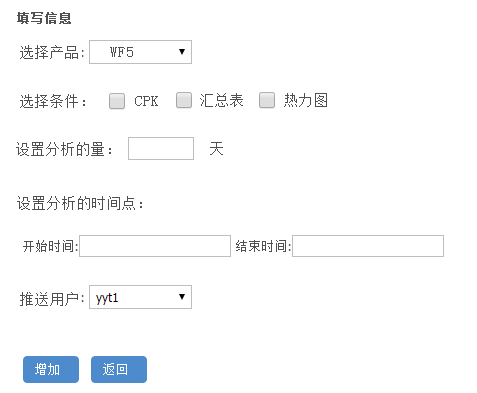 填写信息
选择产品: WF5
选择条件: CPK 汇总表 热力图
设置分析的量: 天
设置分析的时间点:
开始时间: 结束时间:
推送用户: yyt1
增加 返回